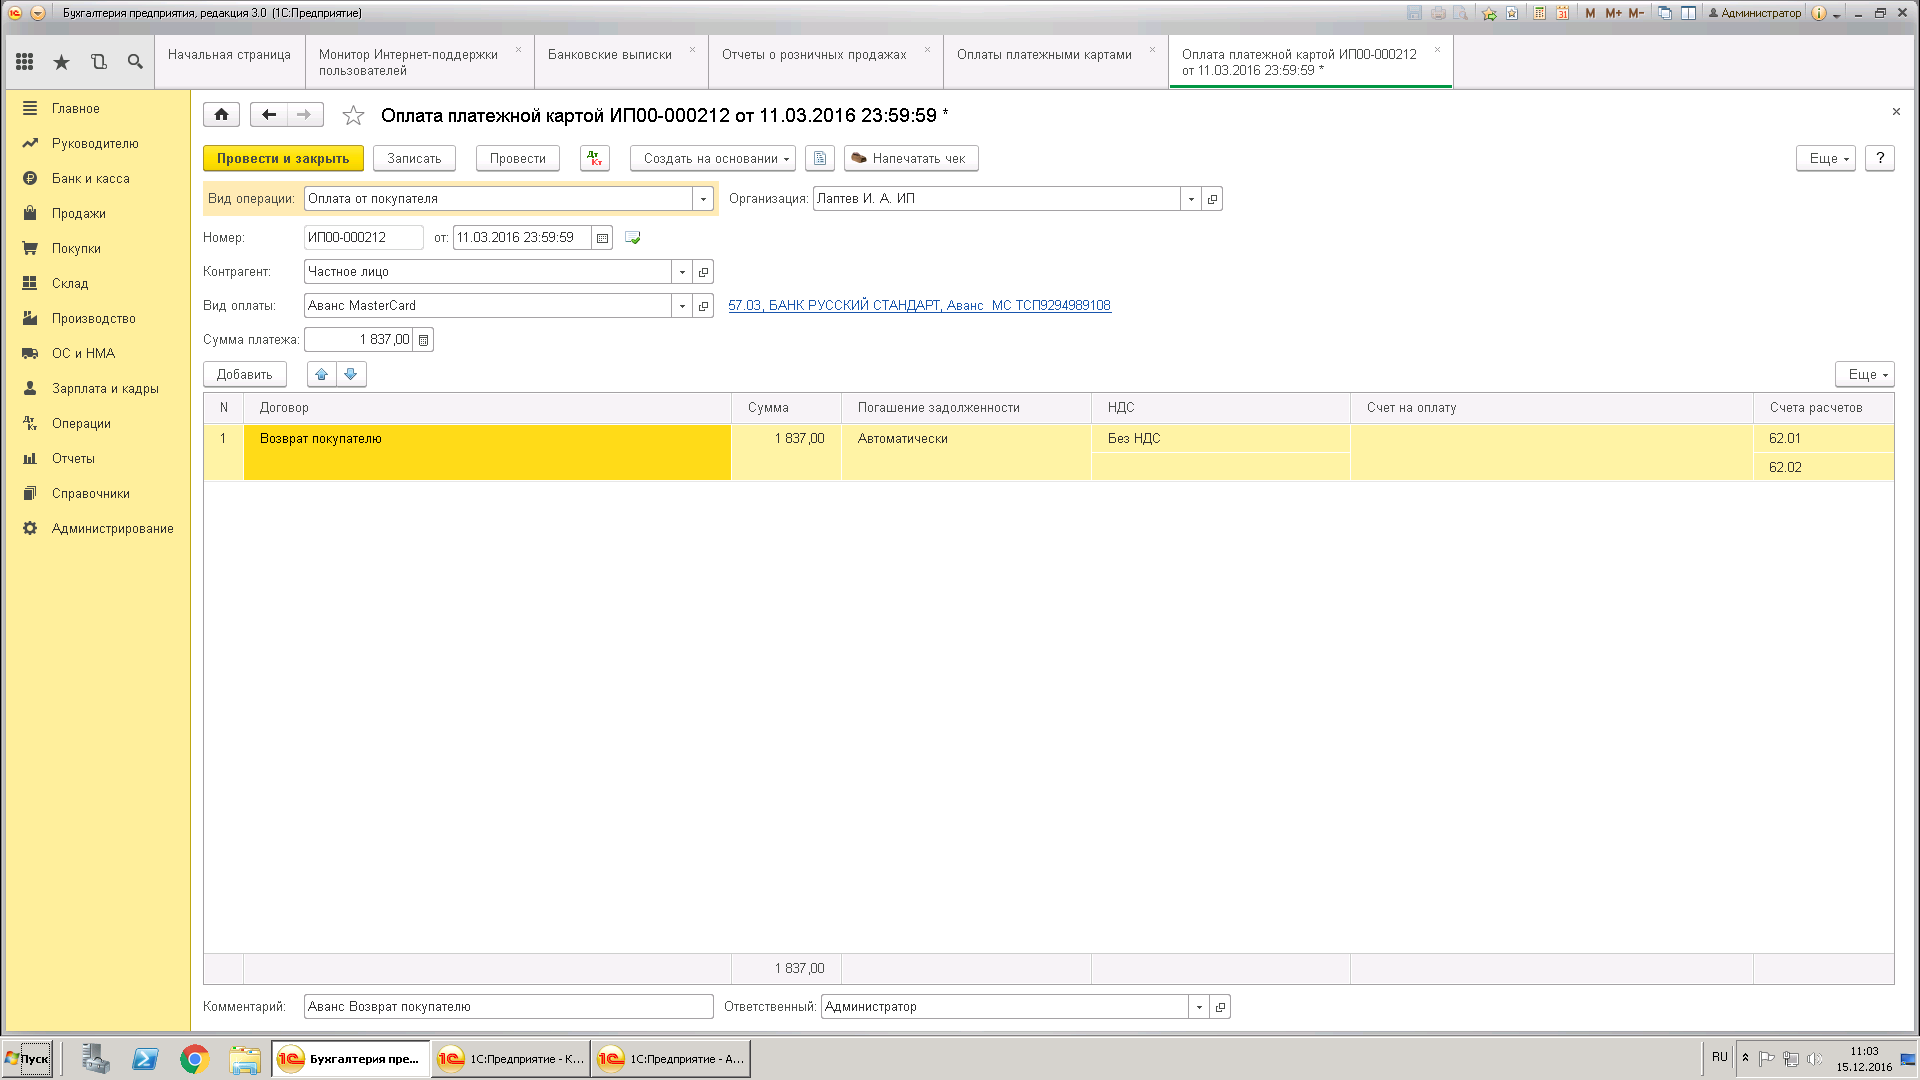 Бухгалтерия предприятия, редакция 3.0 (1С:Предприятие)
31 M M+ M- Администратор
Начальная страница
Монитор Интернет-поддержки пользователей
Банковские выписки
Отчеты о розничных продажах
Оплаты платежными картами
Оплата платежной картой ИП00-000212 от 11.03.2016 23:59:59 *
Главное
Руководителю
Банк и касса
Продажи
Покупки
Склад
Производство
ОС и НМА
Зарплата и кадры
Операции
Отчеты
Справочники
Администрирование
Оплата платежной картой ИП00-000212 от 11.03.2016 23:59:59 *
Провести и закрыть Записать Провести Дт Кт Создать на основании Напечатать чек Еще ?
Вид операции: Оплата от покупателя Организация: Лаптев И. А. ИП
Номер: ИП00-000212 от: 11.03.2016 23:59:59
Контрагент: Частное лицо
Вид оплаты: Аванс MasterCard 57.03, БАНК РУССКИЙ СТАНДАРТ, Аванс МС ТСП9294989108
Сумма платежа: 1 837,00
Добавить Еще
N Договор Сумма Погашение задолженности НДС Счет на оплату Счета расчетов
1 Возврат покупателю 1 837,00 Автоматически Без НДС 62.01
62.02
1 837,00
Комментарий: Аванс Возврат покупателю Ответственный: Администратор
Пуск Бухгалтерия пре... 1С:Предприятие - К... 1С:Предприятие - А... RU 11:03
15.12.2016